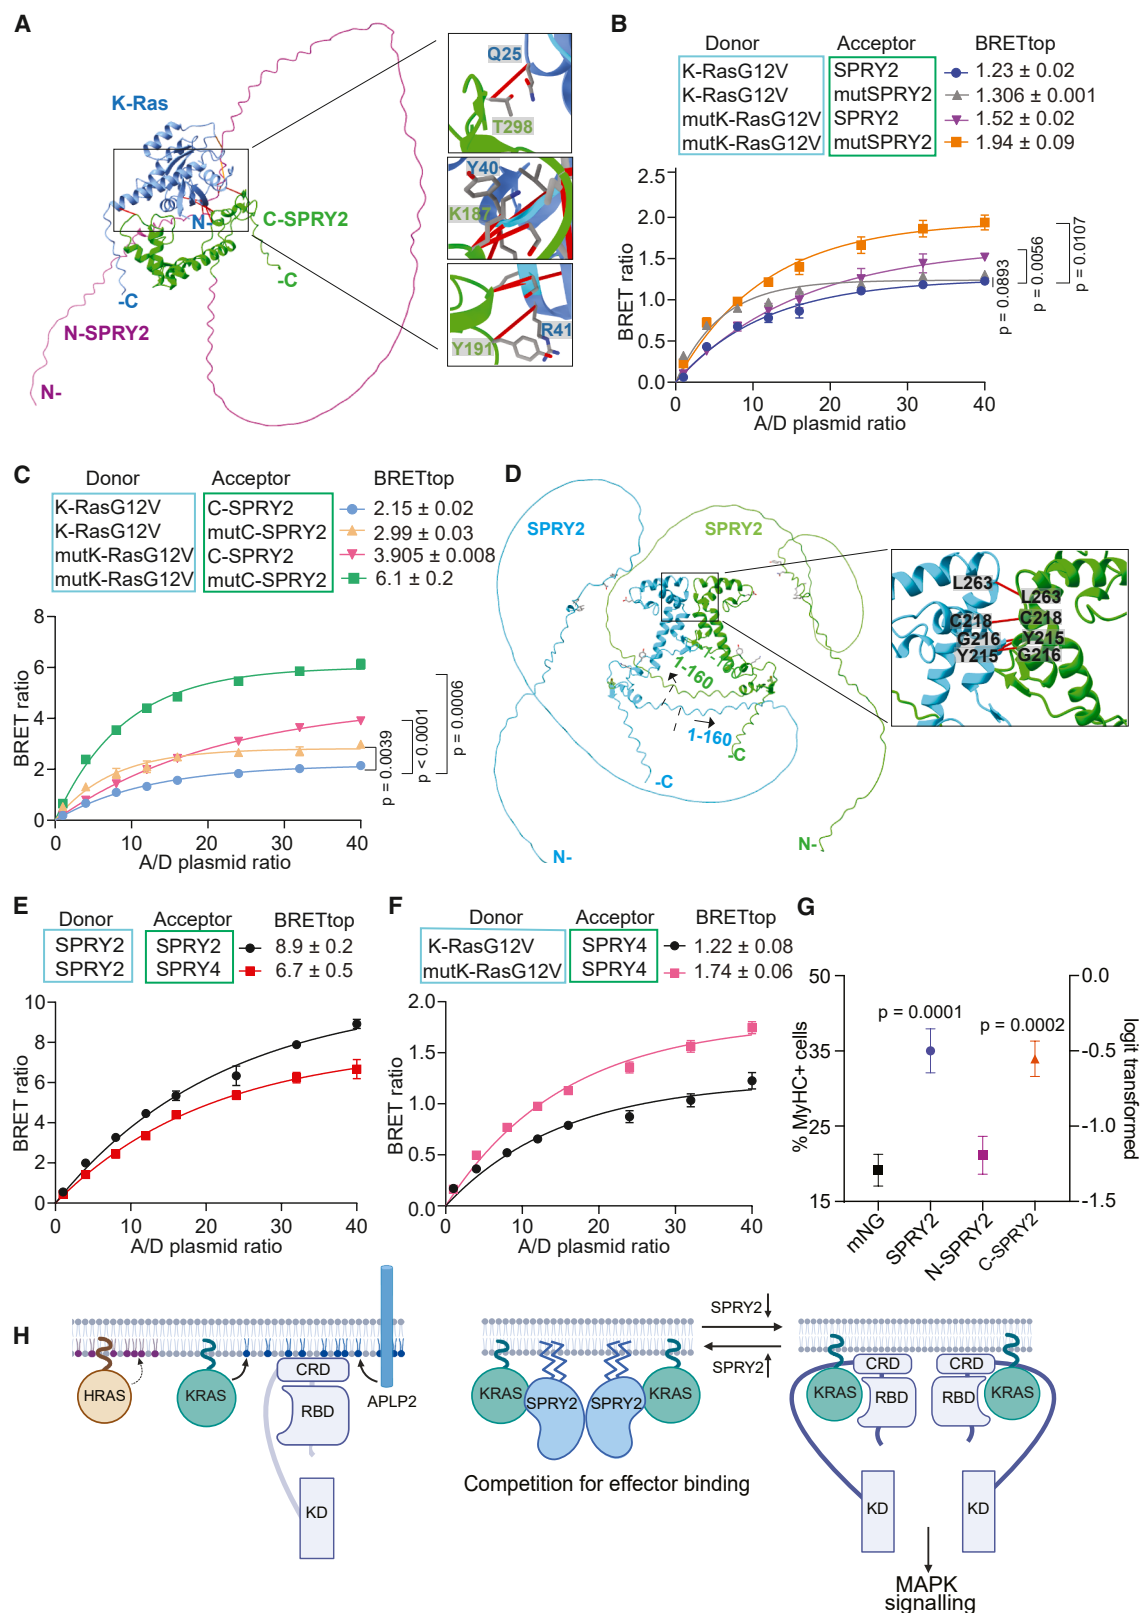 A
K-Ras
N-
C-SPRY2
-C
-C
N-SPRY2
N-
Q25
T298
Y40
K187
R41
Y191
B
Donor Acceptor BRETtop
K-RasG12V SPRY2 1.23 ± 0.02
K-RasG12V mutSPRY2 1.306 ± 0.001
mutK-RasG12V SPRY2 1.52 ± 0.02
mutK-RasG12V mutSPRY2 1.94 ± 0.09
BRET ratio
2.5
2.0
1.5
1.0
0.5
0.0
0 10 20 30 40
A/D plasmid ratio
p = 0.0893
p = 0.0056
p = 0.0107
C
Donor Acceptor BRETtop
K-RasG12V C-SPRY2 2.15 ± 0.02
K-RasG12V mutC-SPRY2 2.99 ± 0.03
mutK-RasG12V C-SPRY2 3.905 ± 0.008
mutK-RasG12V mutC-SPRY2 6.1 ± 0.2
BRET ratio
8
6
4
2
0
0 10 20 30 40
A/D plasmid ratio
p = 0.0039
p < 0.0001
p = 0.0006
D
SPRY2
SPRY2
1-160
1-160
-C
-C
N-
N-
L263
L263
C218
C218
G216
Y215
Y215
G216
E
Donor Acceptor BRETtop
SPRY2 SPRY2 8.9 ± 0.2
SPRY2 SPRY4 6.7 ± 0.5
BRET ratio
10
8
6
4
2
0
0 10 20 30 40
A/D plasmid ratio
F
Donor Acceptor BRETtop
K-RasG12V SPRY4 1.22 ± 0.08
mutK-RasG12V SPRY4 1.74 ± 0.06
BRET ratio
2.0
1.5
1.0
0.5
0.0
0 10 20 30 40
A/D plasmid ratio
G
% MyHC+ cells
50
35
25
15
p = 0.0001
p = 0.0002
0.0
-0.5
-1.0
-1.5
logit transformed
mNG
SPRY2
N-SPRY2
C-SPRY2
H
HRAS
KRAS
CRD
RBD
KD
APLP2
KRAS
SPRY2
SPRY2
KRAS
Competition for effector binding
SPRY2
SPRY2
CRD
CRD
KRAS
RBD
RBD
KRAS
KD
KD
MAPK
signalling